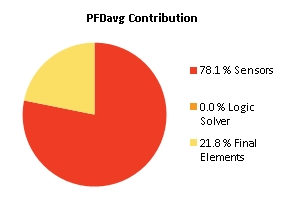 PFDavg Contribution
78.1 % Sensors
0.0 % Logic
Solver
21.8 % Final
Elements